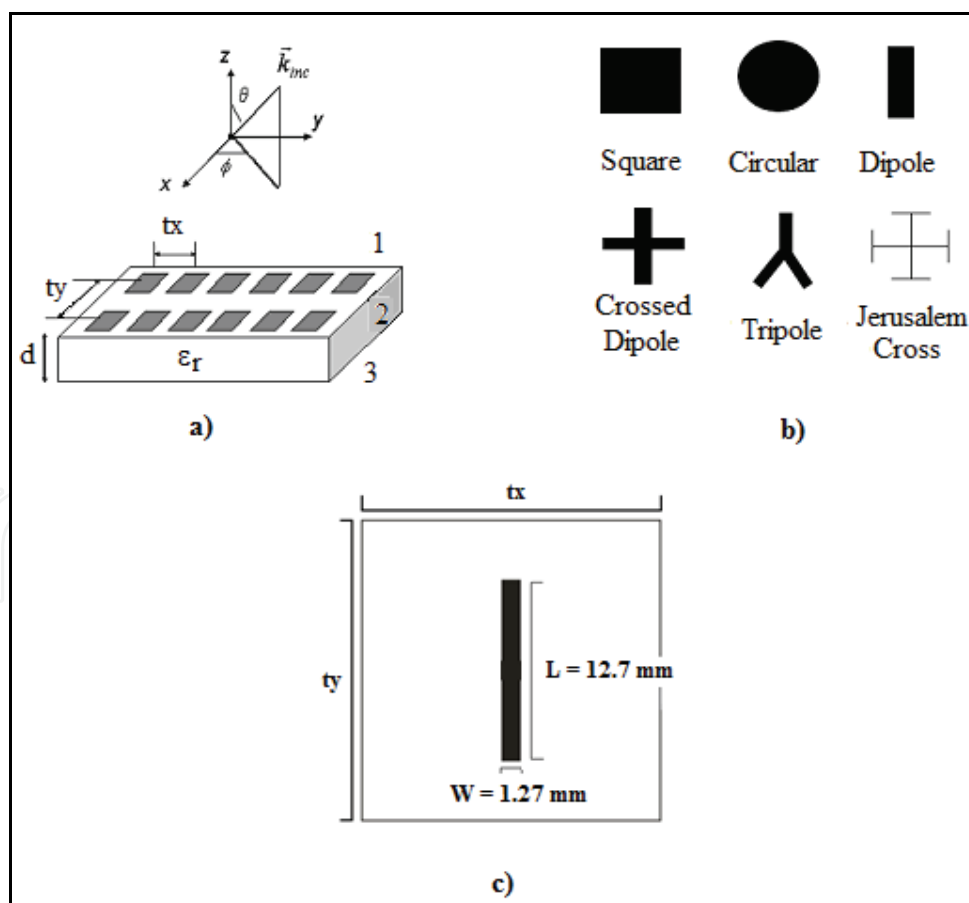 z
k⃗inc
θ
y
ϕ
x
tx
1
ty
2
d
εr
3
a)
Square
Circular
Dipole
Crossed
Dipole
Tripole
Jerusalem
Cross
b)
tx
ty
L = 12.7 mm
W = 1.27 mm
c)